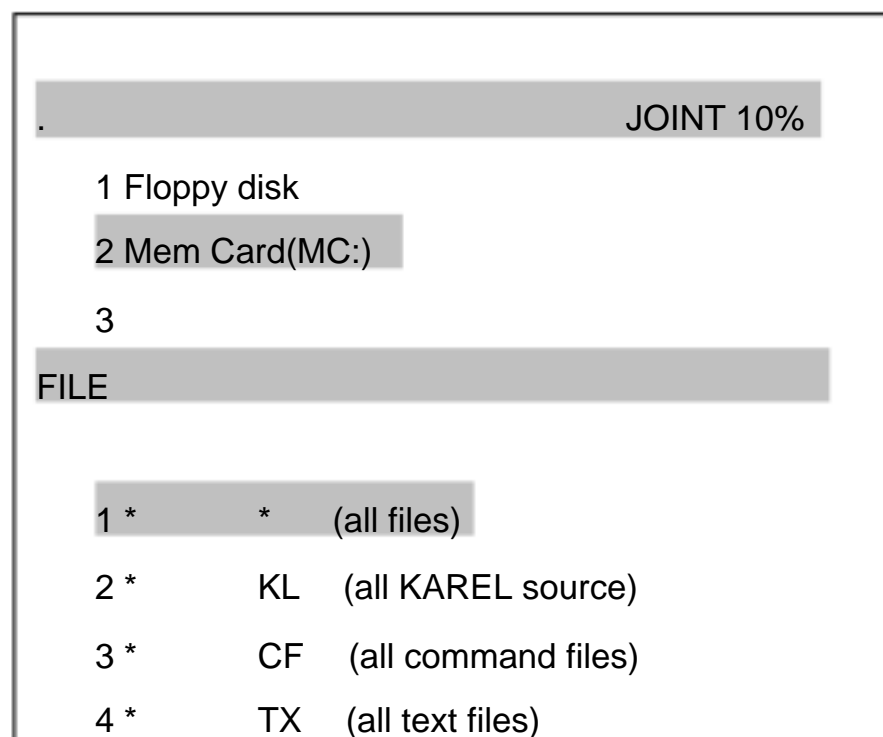 . JOINT 10%
1 Floppy disk
2 Mem Card(MC:)
3
FILE
1 * * (all files)
2 * KL (all KAREL source)
3 * CF (all command files)
4 * TX (all text files)